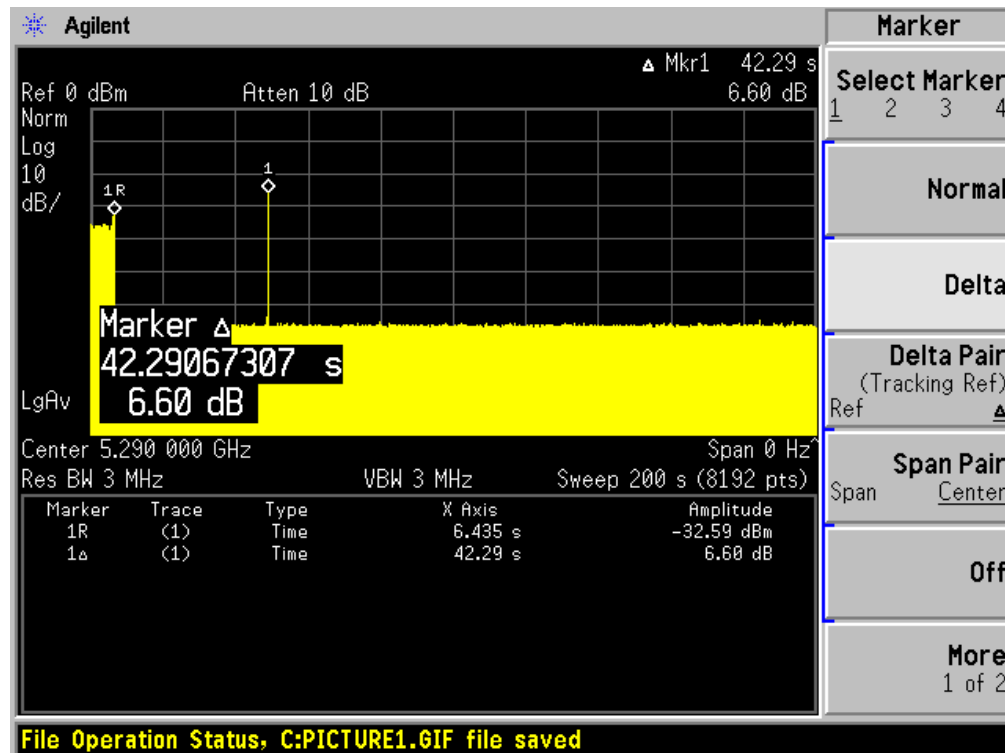 Agilent
Marker
Δ Mkr1 42.29 s
Ref 0 dBm Atten 10 dB 6.60 dB
Norm
Log
10
dB/
1R
1
Marker Δ
42.29067307 s
6.60 dB
LgAv
Center 5.290 000 GHz Span 0 Hz^
Res BW 3 MHz VBW 3 MHz Sweep 200 s (8192 pts)
Marker Trace Type X Axis Amplitude
1R (1) Time 6.435 s -32.59 dBm
1Δ (1) Time 42.29 s 6.60 dB
Select Marker
1 2 3 4
Normal
Delta
Delta Pair
(Tracking Ref)
Ref Δ
Span Pair
Span Center
Off
More
1 of 2
File Operation Status, C:PICTURE1.GIF file saved